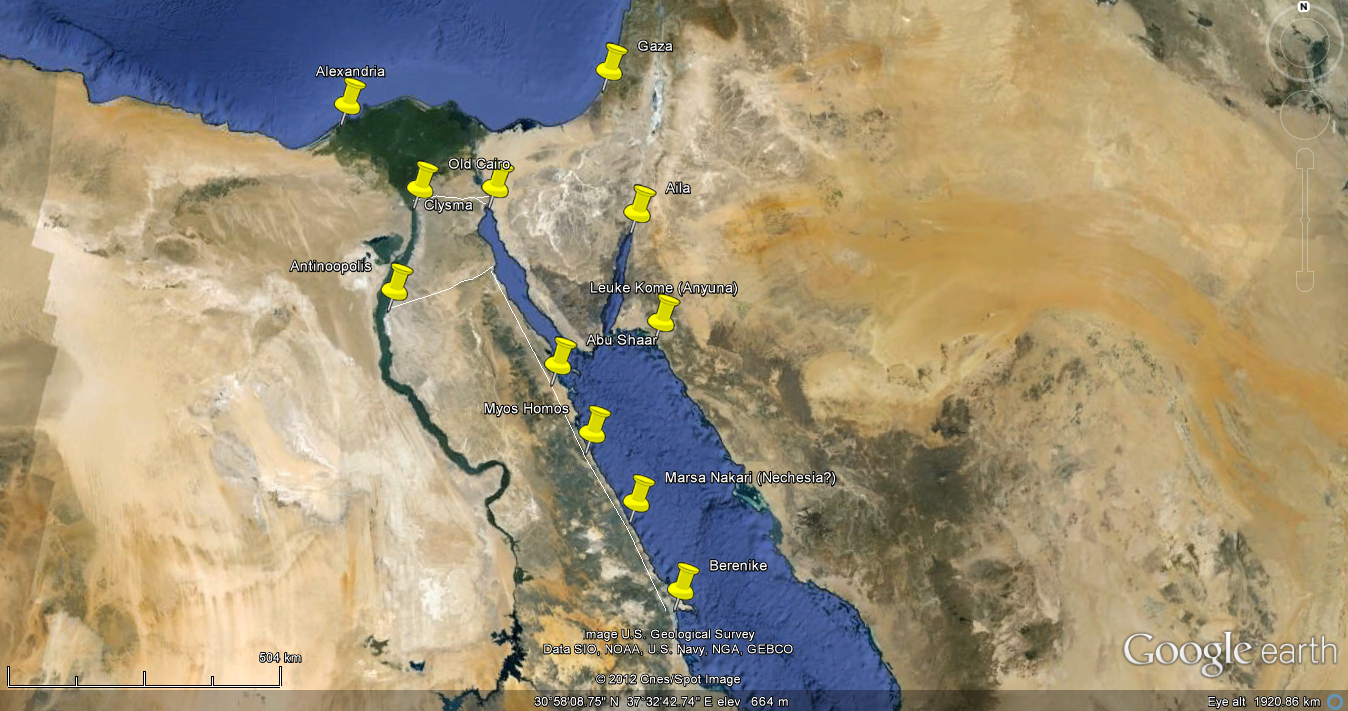 N
Gaza
Alexandria
Old Cairo
Aila
Clysma
Antinoopolis
Leuke Kome (Anyuna)
Abu Shaar
Myos Homos
Marsa Nakari (Nechesia?)
Berenike
Image U.S. Geological Survey
Data SIO, NOAA, U.S. Navy, NGA, GEBCO
504 km
Google earth
© 2012 Cnes/Spot Image
30°58'08.75" N 37°32'42.74" E elev 664 m
Eye alt 1920.86 km